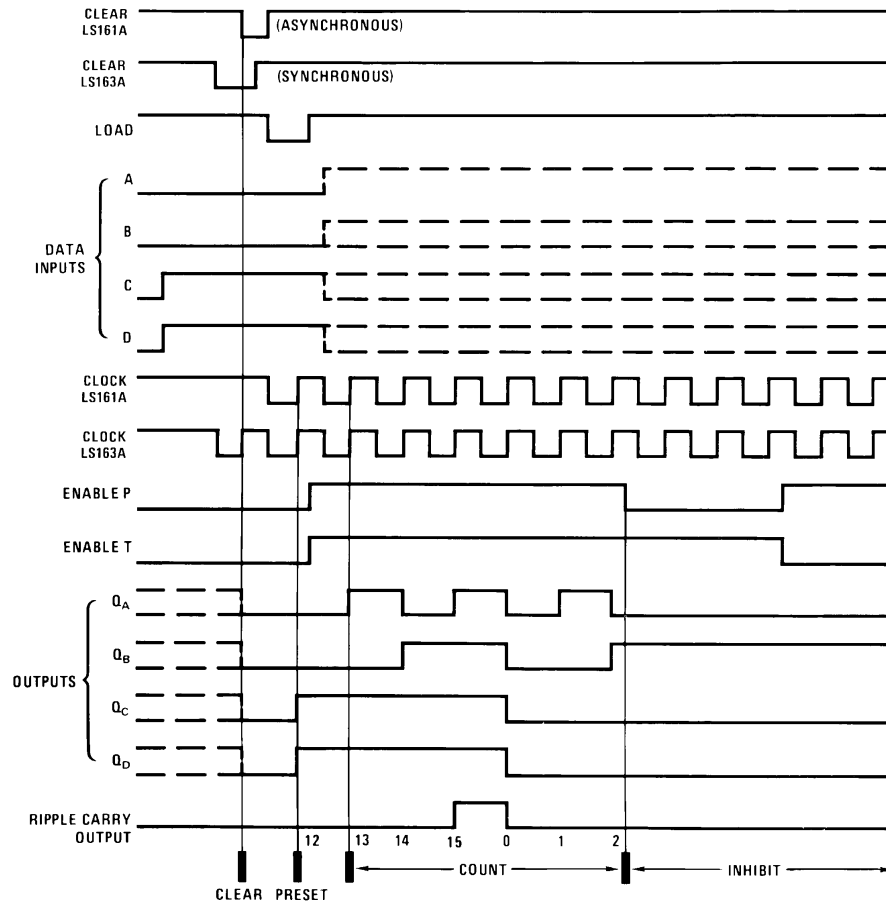 CLEAR
LS161A
(ASYNCHRONOUS)
CLEAR
LS163A
(SYNCHRONOUS)
LOAD
A
B
DATA
INPUTS
C
D
CLOCK
LS161A
CLOCK
LS163A
ENABLE P
ENABLE T
QA
QB
OUTPUTS
QC
QD
RIPPLE CARRY
OUTPUT
12 13 14 15 0 1 2
COUNT
INHIBIT
CLEAR PRESET